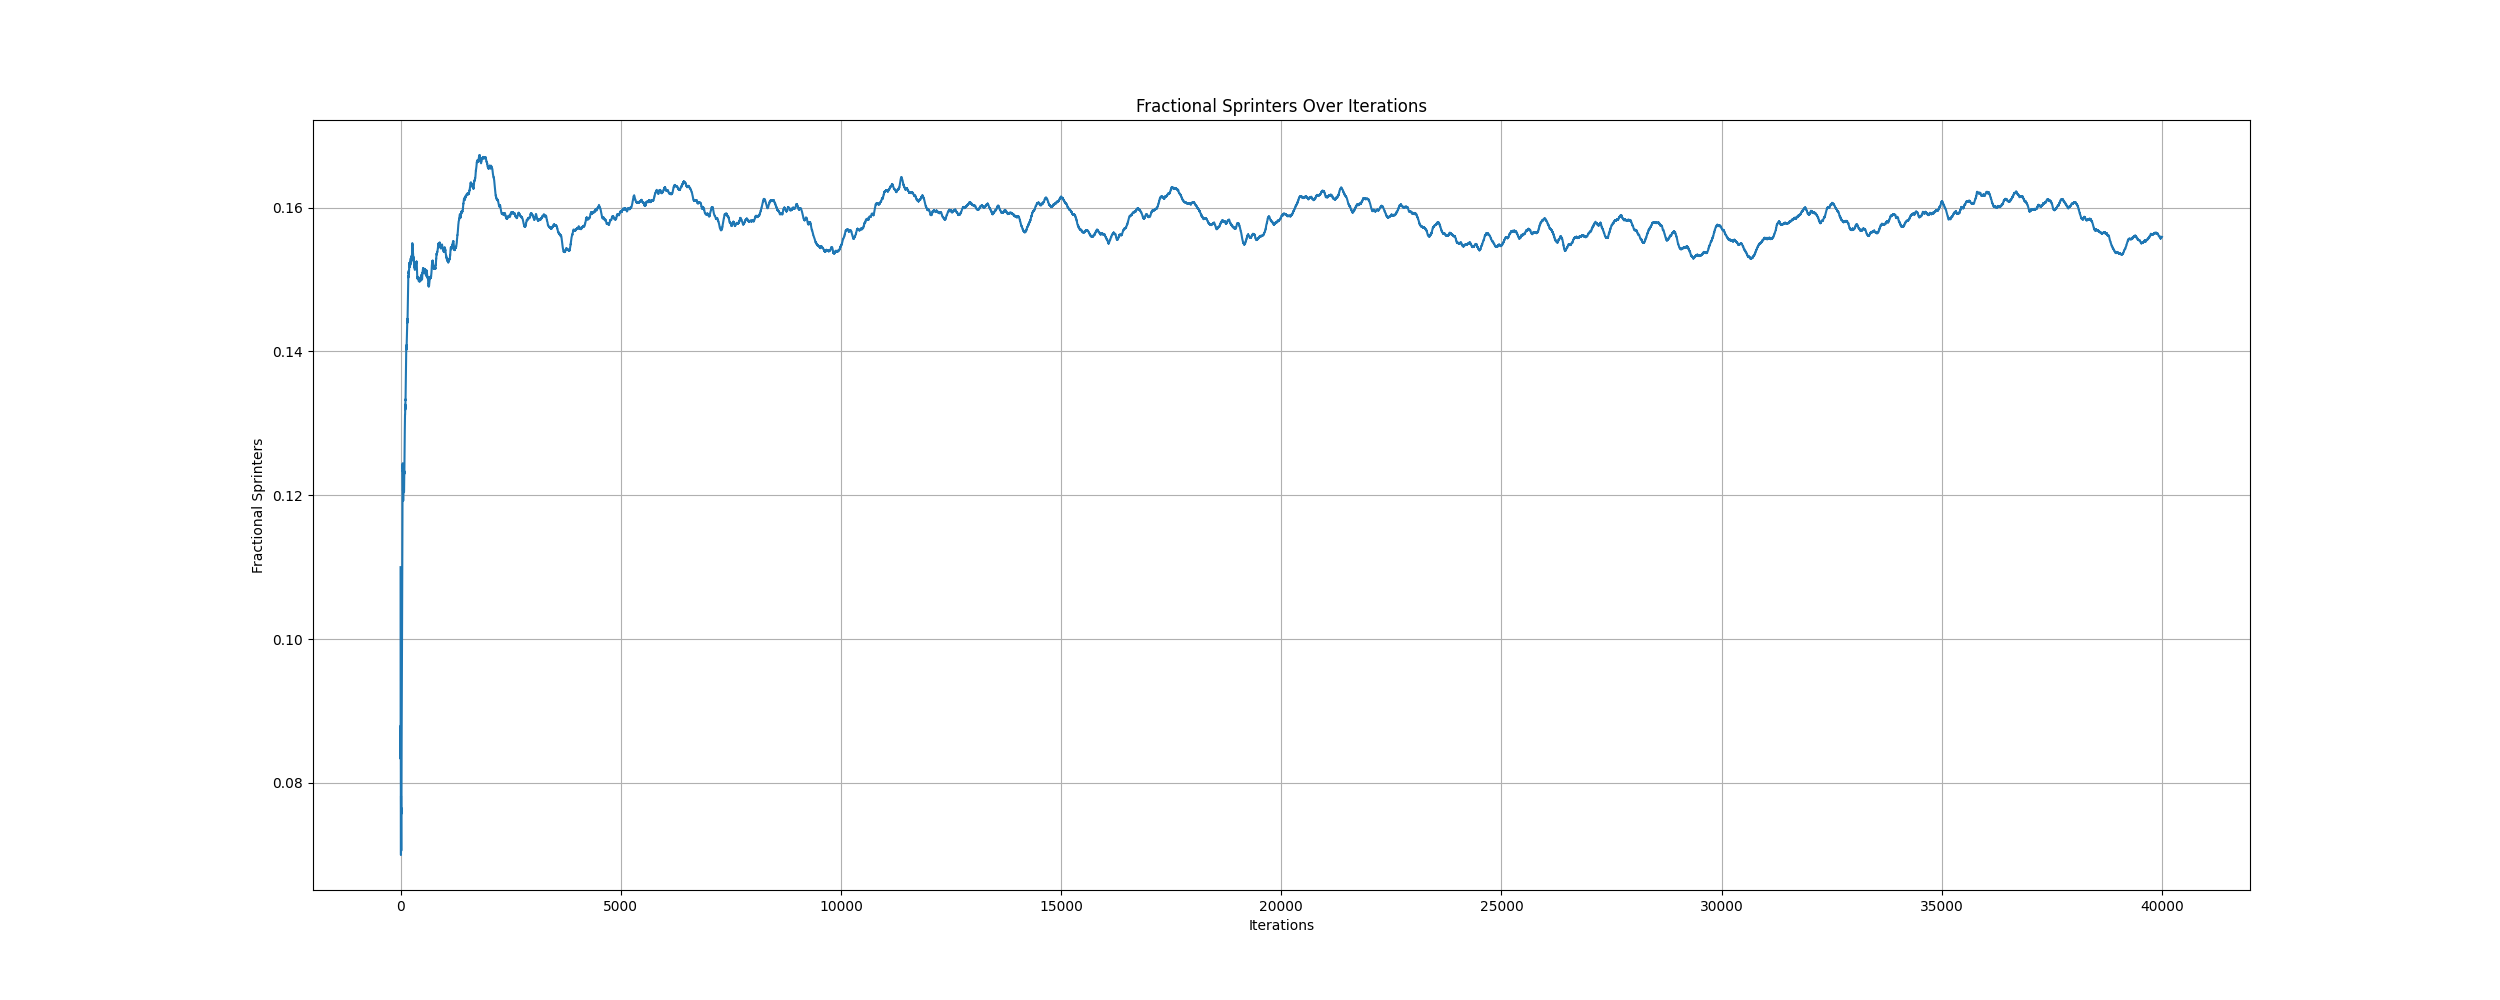 Fractional Sprinters Over Iterations
0.16
0.14
0.12
0.10
0.08
Fractional Sprinters
0 5000 10000 15000 20000 25000 30000 35000 40000
Iterations